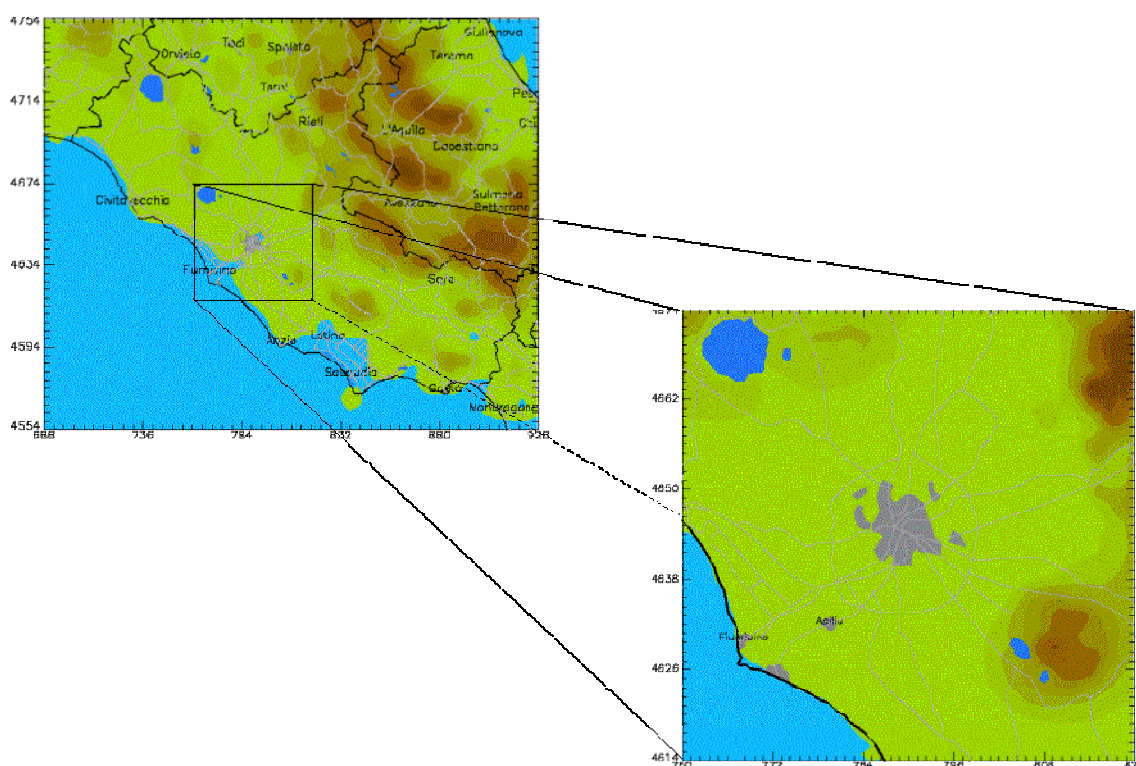 4754
Giulianova
Todi
Spoleto
Orvieto
Teramo
Terni
4714
Rieti
L'Aquila
Capestrano
4674
Sulmona
Civitavecchia
Avezzano
4634
Fiumicino
Sora
Anzio
Latina
4594
Sabaudia
Gaeta
Mondragone
4554
688 736 784 832 880 928
4662
4650
4638
Acilia
Fiumicino
4626
4614